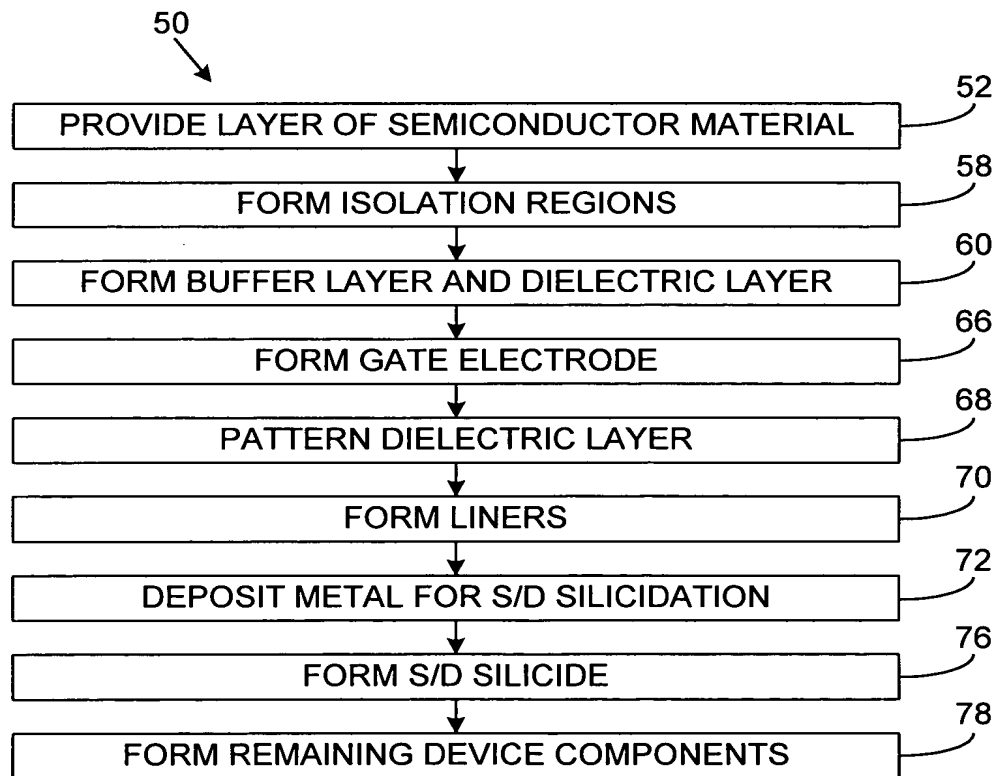 50
PROVIDE LAYER OF SEMICONDUCTOR MATERIAL 52
FORM ISOLATION REGIONS 58
FORM BUFFER LAYER AND DIELECTRIC LAYER 60
FORM GATE ELECTRODE 66
PATTERN DIELECTRIC LAYER 68
FORM LINERS 70
DEPOSIT METAL FOR S/D SILICIDATION 72
FORM S/D SILICIDE 76
FORM REMAINING DEVICE COMPONENTS 78